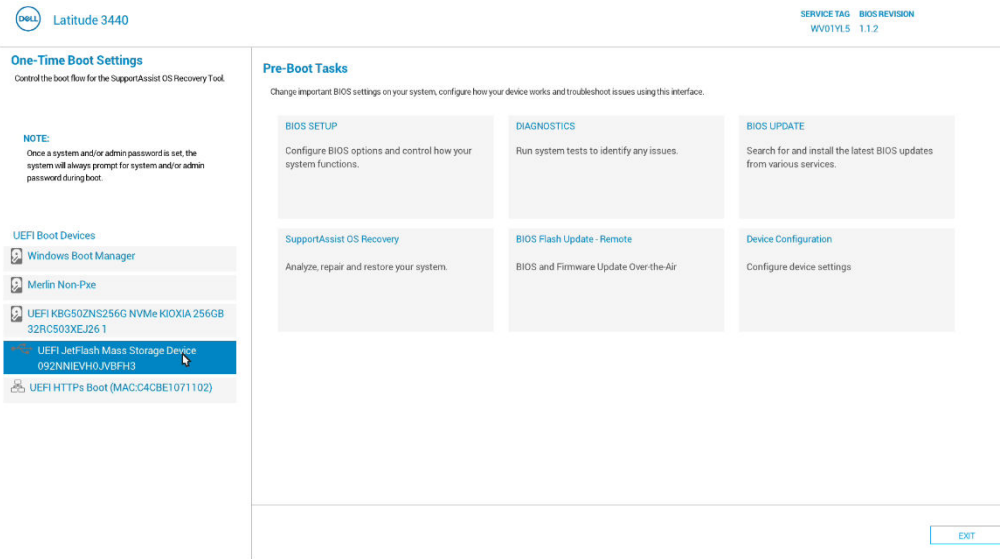 DELL
Latitude 3440
SERVICE TAG BIOS REVISION
WV01YL5 1.1.2
One-Time Boot Settings
Control the boot flow for the SupportAssist OS Recovery Tool.
NOTE:
Once a system and/or admin password is set, the
system will always prompt for system and/or admin
password during boot.
UEFI Boot Devices
Windows Boot Manager
Merlin Non-Pxe
UEFI KBG50ZNS256G NVMe KIOXIA 256GB
32RC503XEJ26 1
UEFI JetFlash Mass Storage Device
092NNIEVH0JVBFH3
UEFI HTTPs Boot (MAC:C4CBE1071102)
Pre-Boot Tasks
Change important BIOS settings on your system, configure how your device works and troubleshoot issues using this interface.
BIOS SETUP
Configure BIOS options and control how your
system functions.
DIAGNOSTICS
Run system tests to identify any issues.
BIOS UPDATE
Search for and install the latest BIOS updates
from various services.
SupportAssist OS Recovery
Analyze, repair and restore your system.
BIOS Flash Update - Remote
BIOS and Firmware Update Over-the-Air
Device Configuration
Configure device settings
EXIT